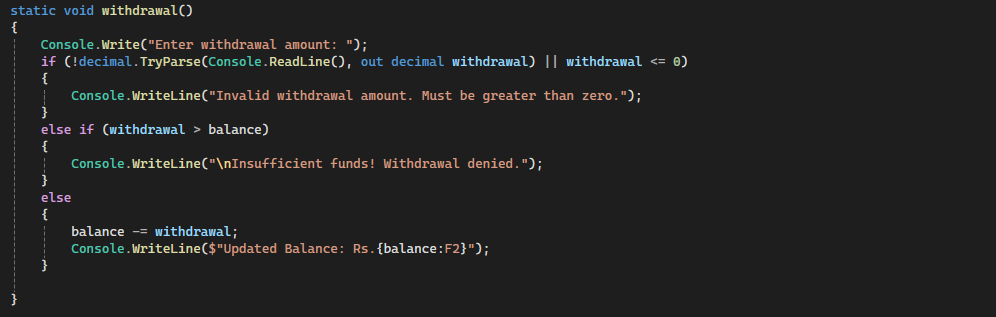 static void withdrawal()
{
    Console.Write("Enter withdrawal amount: ");
    if (!decimal.TryParse(Console.ReadLine(), out decimal withdrawal) || withdrawal <= 0)
    {
        Console.WriteLine("Invalid withdrawal amount. Must be greater than zero.");
    }
    else if (withdrawal > balance)
    {
        Console.WriteLine("\nInsufficient funds! Withdrawal denied.");
    }
    else
    {
        balance -= withdrawal;
        Console.WriteLine($"Updated Balance: Rs.{balance:F2}");
    }
}